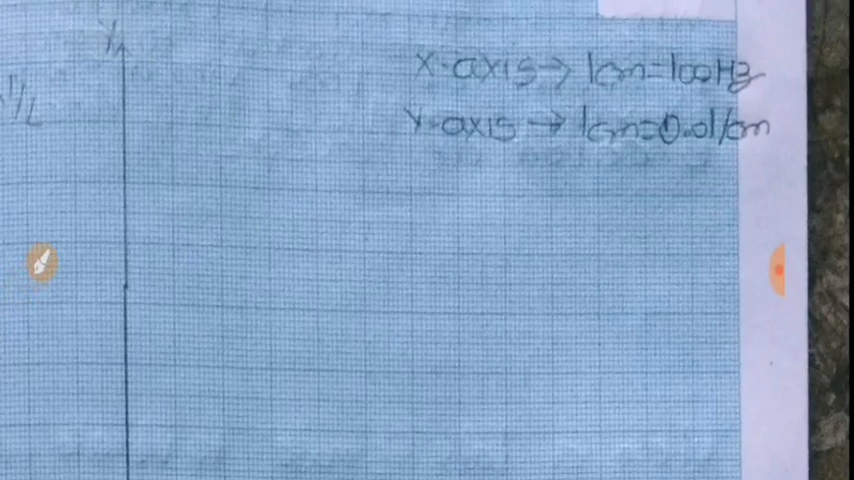 Y
X-axis → 1cm=100Hz
1/L
Y-axis → 1cm=0.01/cm